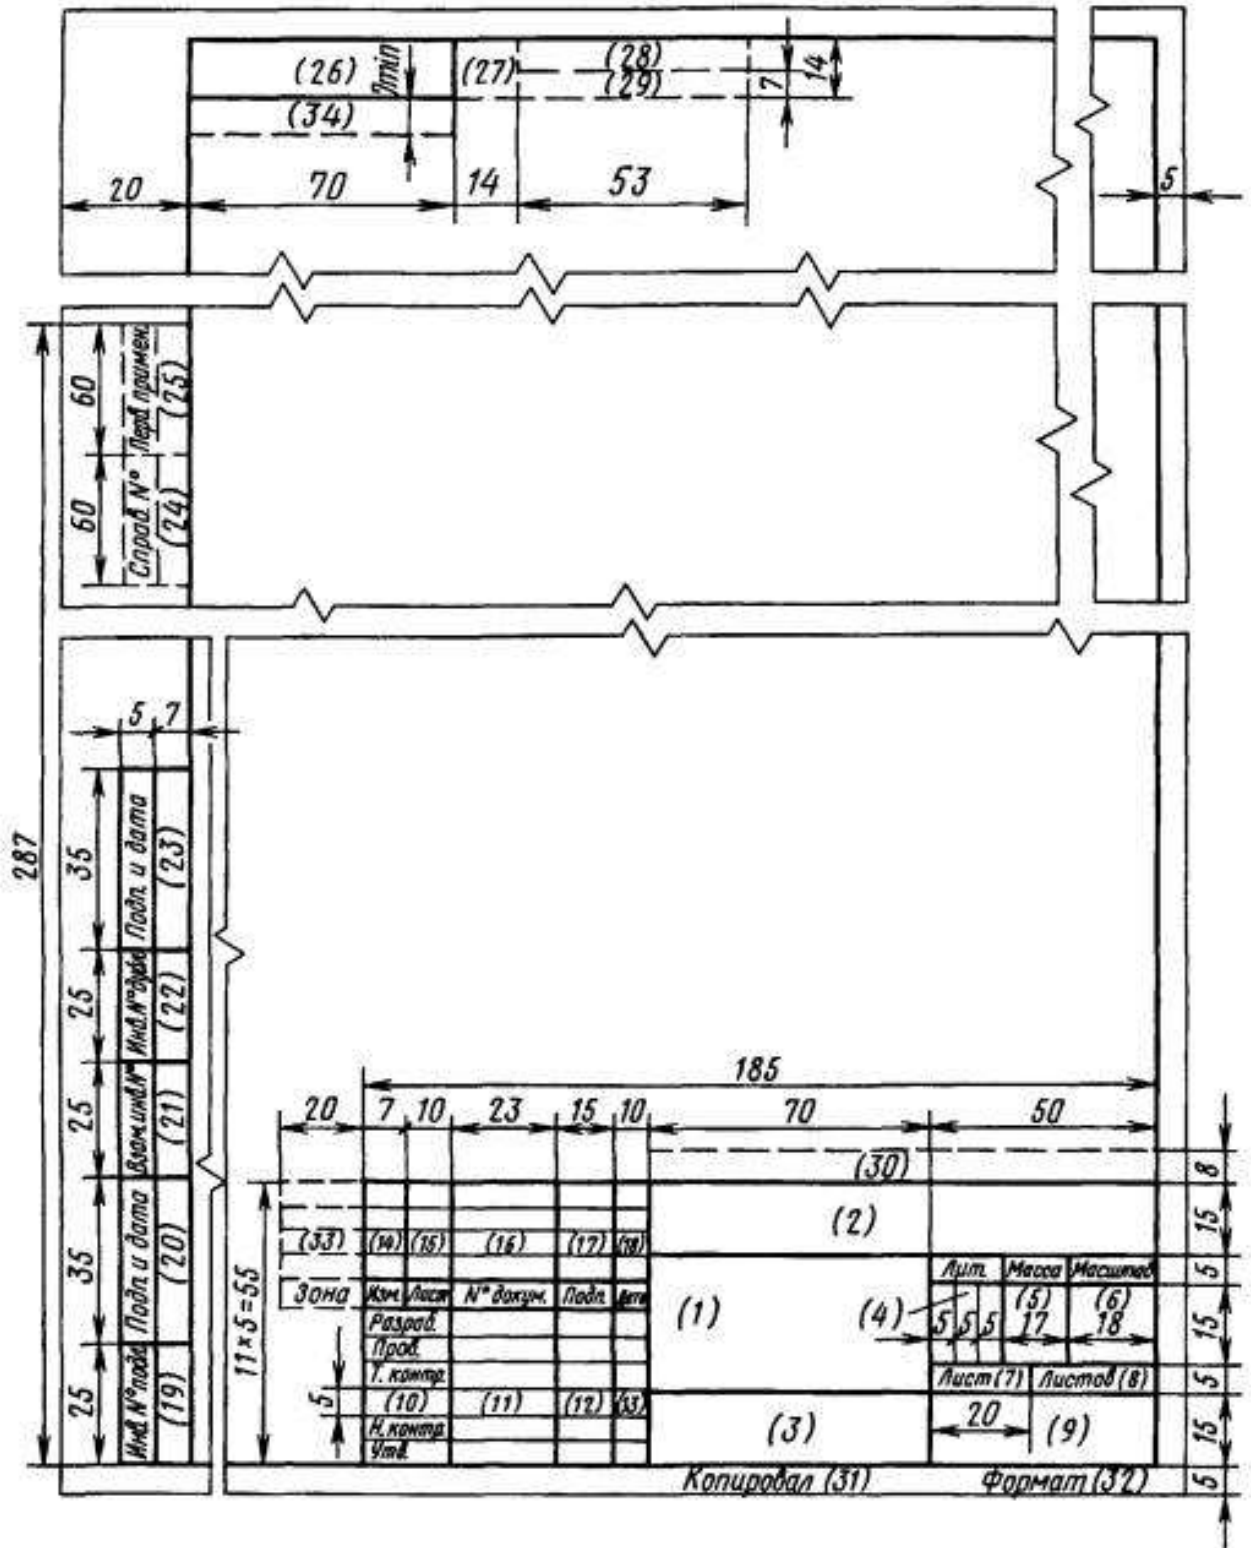 (26) 7min (27) (28) 7 14
(29)
(34)
20 70 14 53 5
287
60 Перв. примен. (25)
60 Справ. № (24)
5 7
35 Подп. и дата (23)
25 Инв. № дубл. (22)
25 Взам. инв. № (21)
35 Подп. и дата (20)
25 Инв. № подл. (19)
185
20 7 10 23 15 10 70 50
(30) 8
(2) 15
(33) (14) (15) (16) (17) (18)
11×5=55
Лит. Масса Масштаб 5
Зона Изм. Лист № докум. Подп. Дата (1) (4) (5) (6)
5 5 5 17 18 15
Разраб.
Пров.
Т. контр. Лист (7) Листов (8) 5
5 (10) (11) (12) (13)
20
Н. контр. (3) (9) 15
Утв.
Копировал (31) Формат (32) 5